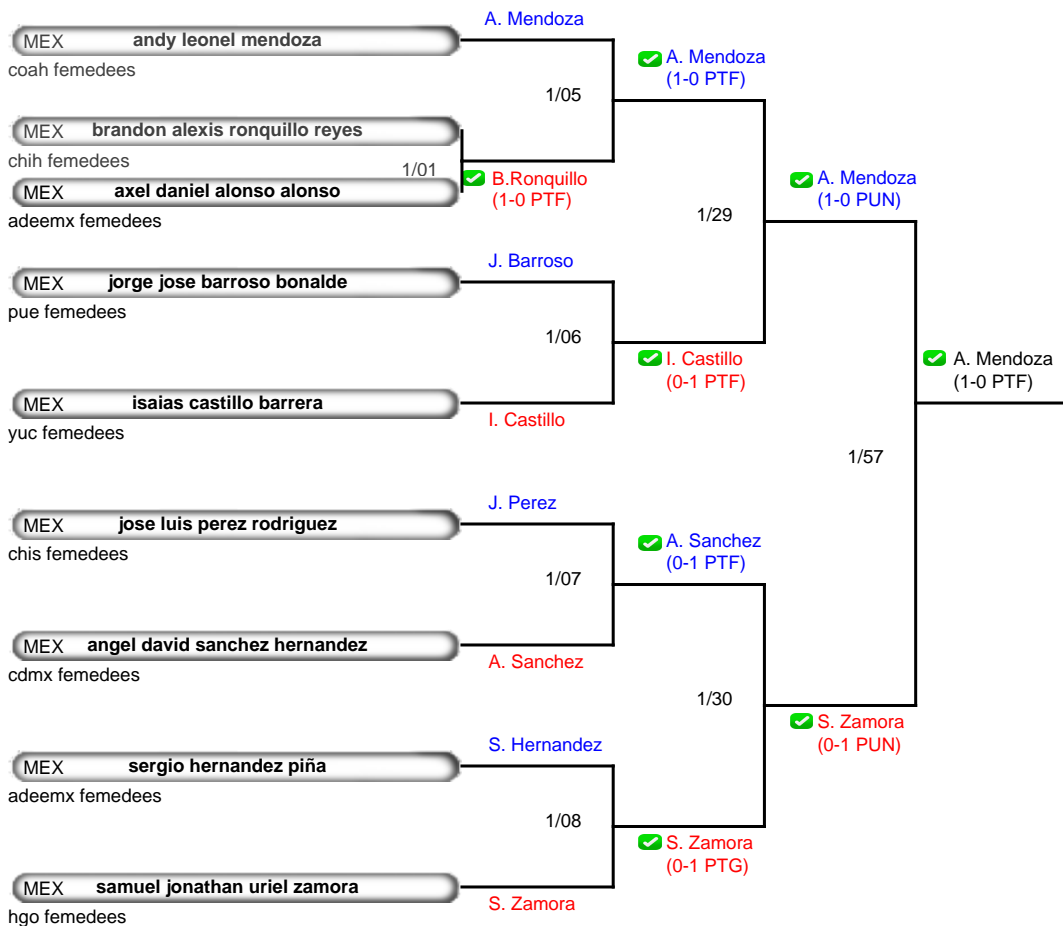 A. Mendoza
MEX andy leonel mendoza
coah femedees
A. Mendoza
(1-0 PTF)
1/05
MEX brandon alexis ronquillo reyes
chih femedees
1/01
B.Ronquillo
(1-0 PTF)
MEX axel daniel alonso alonso
adeemx femedees
A. Mendoza
(1-0 PUN)
1/29
J. Barroso
MEX jorge jose barroso bonalde
pue femedees
1/06
I. Castillo
(0-1 PTF)
A. Mendoza
(1-0 PTF)
MEX isaias castillo barrera
yuc femedees
I. Castillo
1/57
J. Perez
MEX jose luis perez rodriguez
chis femedees
A. Sanchez
(0-1 PTF)
1/07
MEX angel david sanchez hernandez
cdmx femedees
A. Sanchez
1/30
S. Zamora
(0-1 PUN)
S. Hernandez
MEX sergio hernandez piña
adeemx femedees
1/08
S. Zamora
(0-1 PTG)
MEX samuel jonathan uriel zamora
hgo femedees
S. Zamora